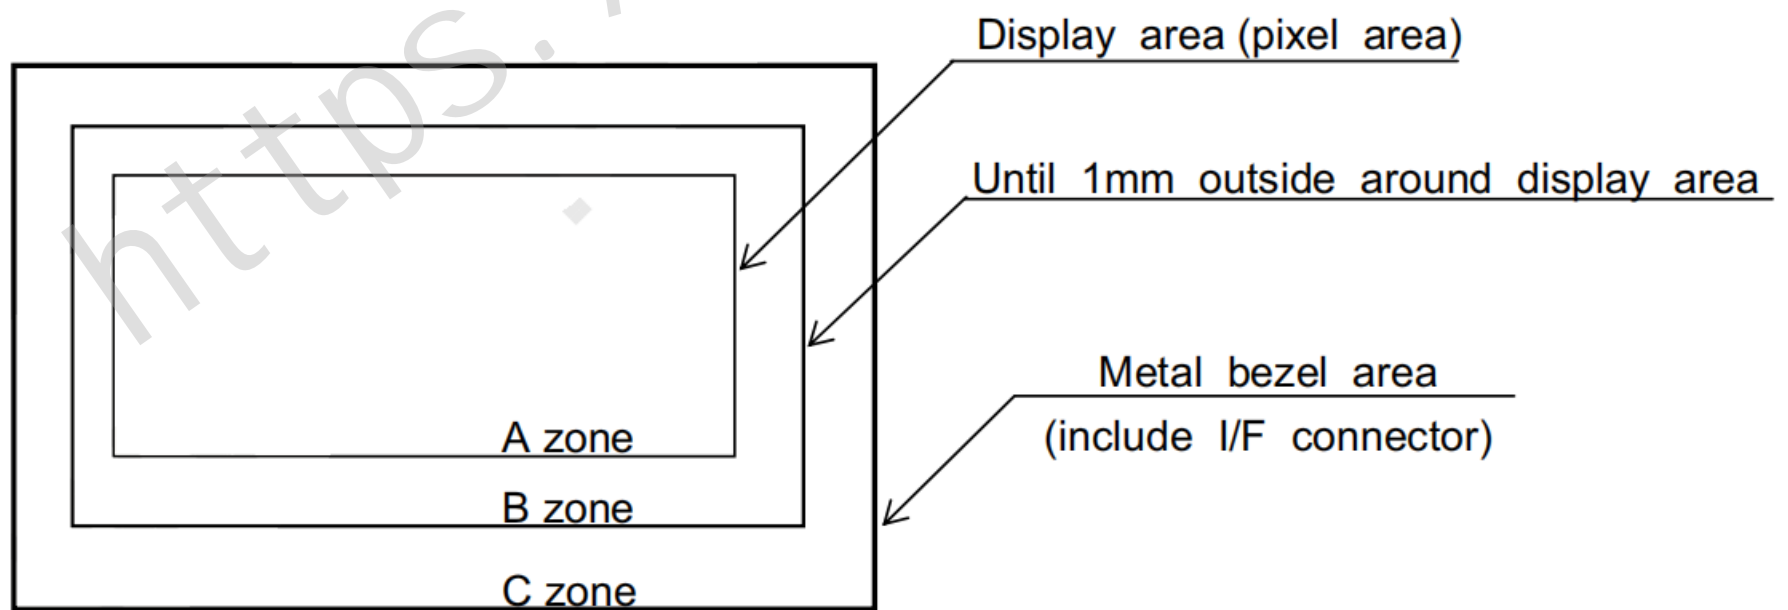 https:/
Display area (pixel area)
Until 1mm outside around display area
Metal bezel area
(include I/F connector)
A zone
B zone
C zone